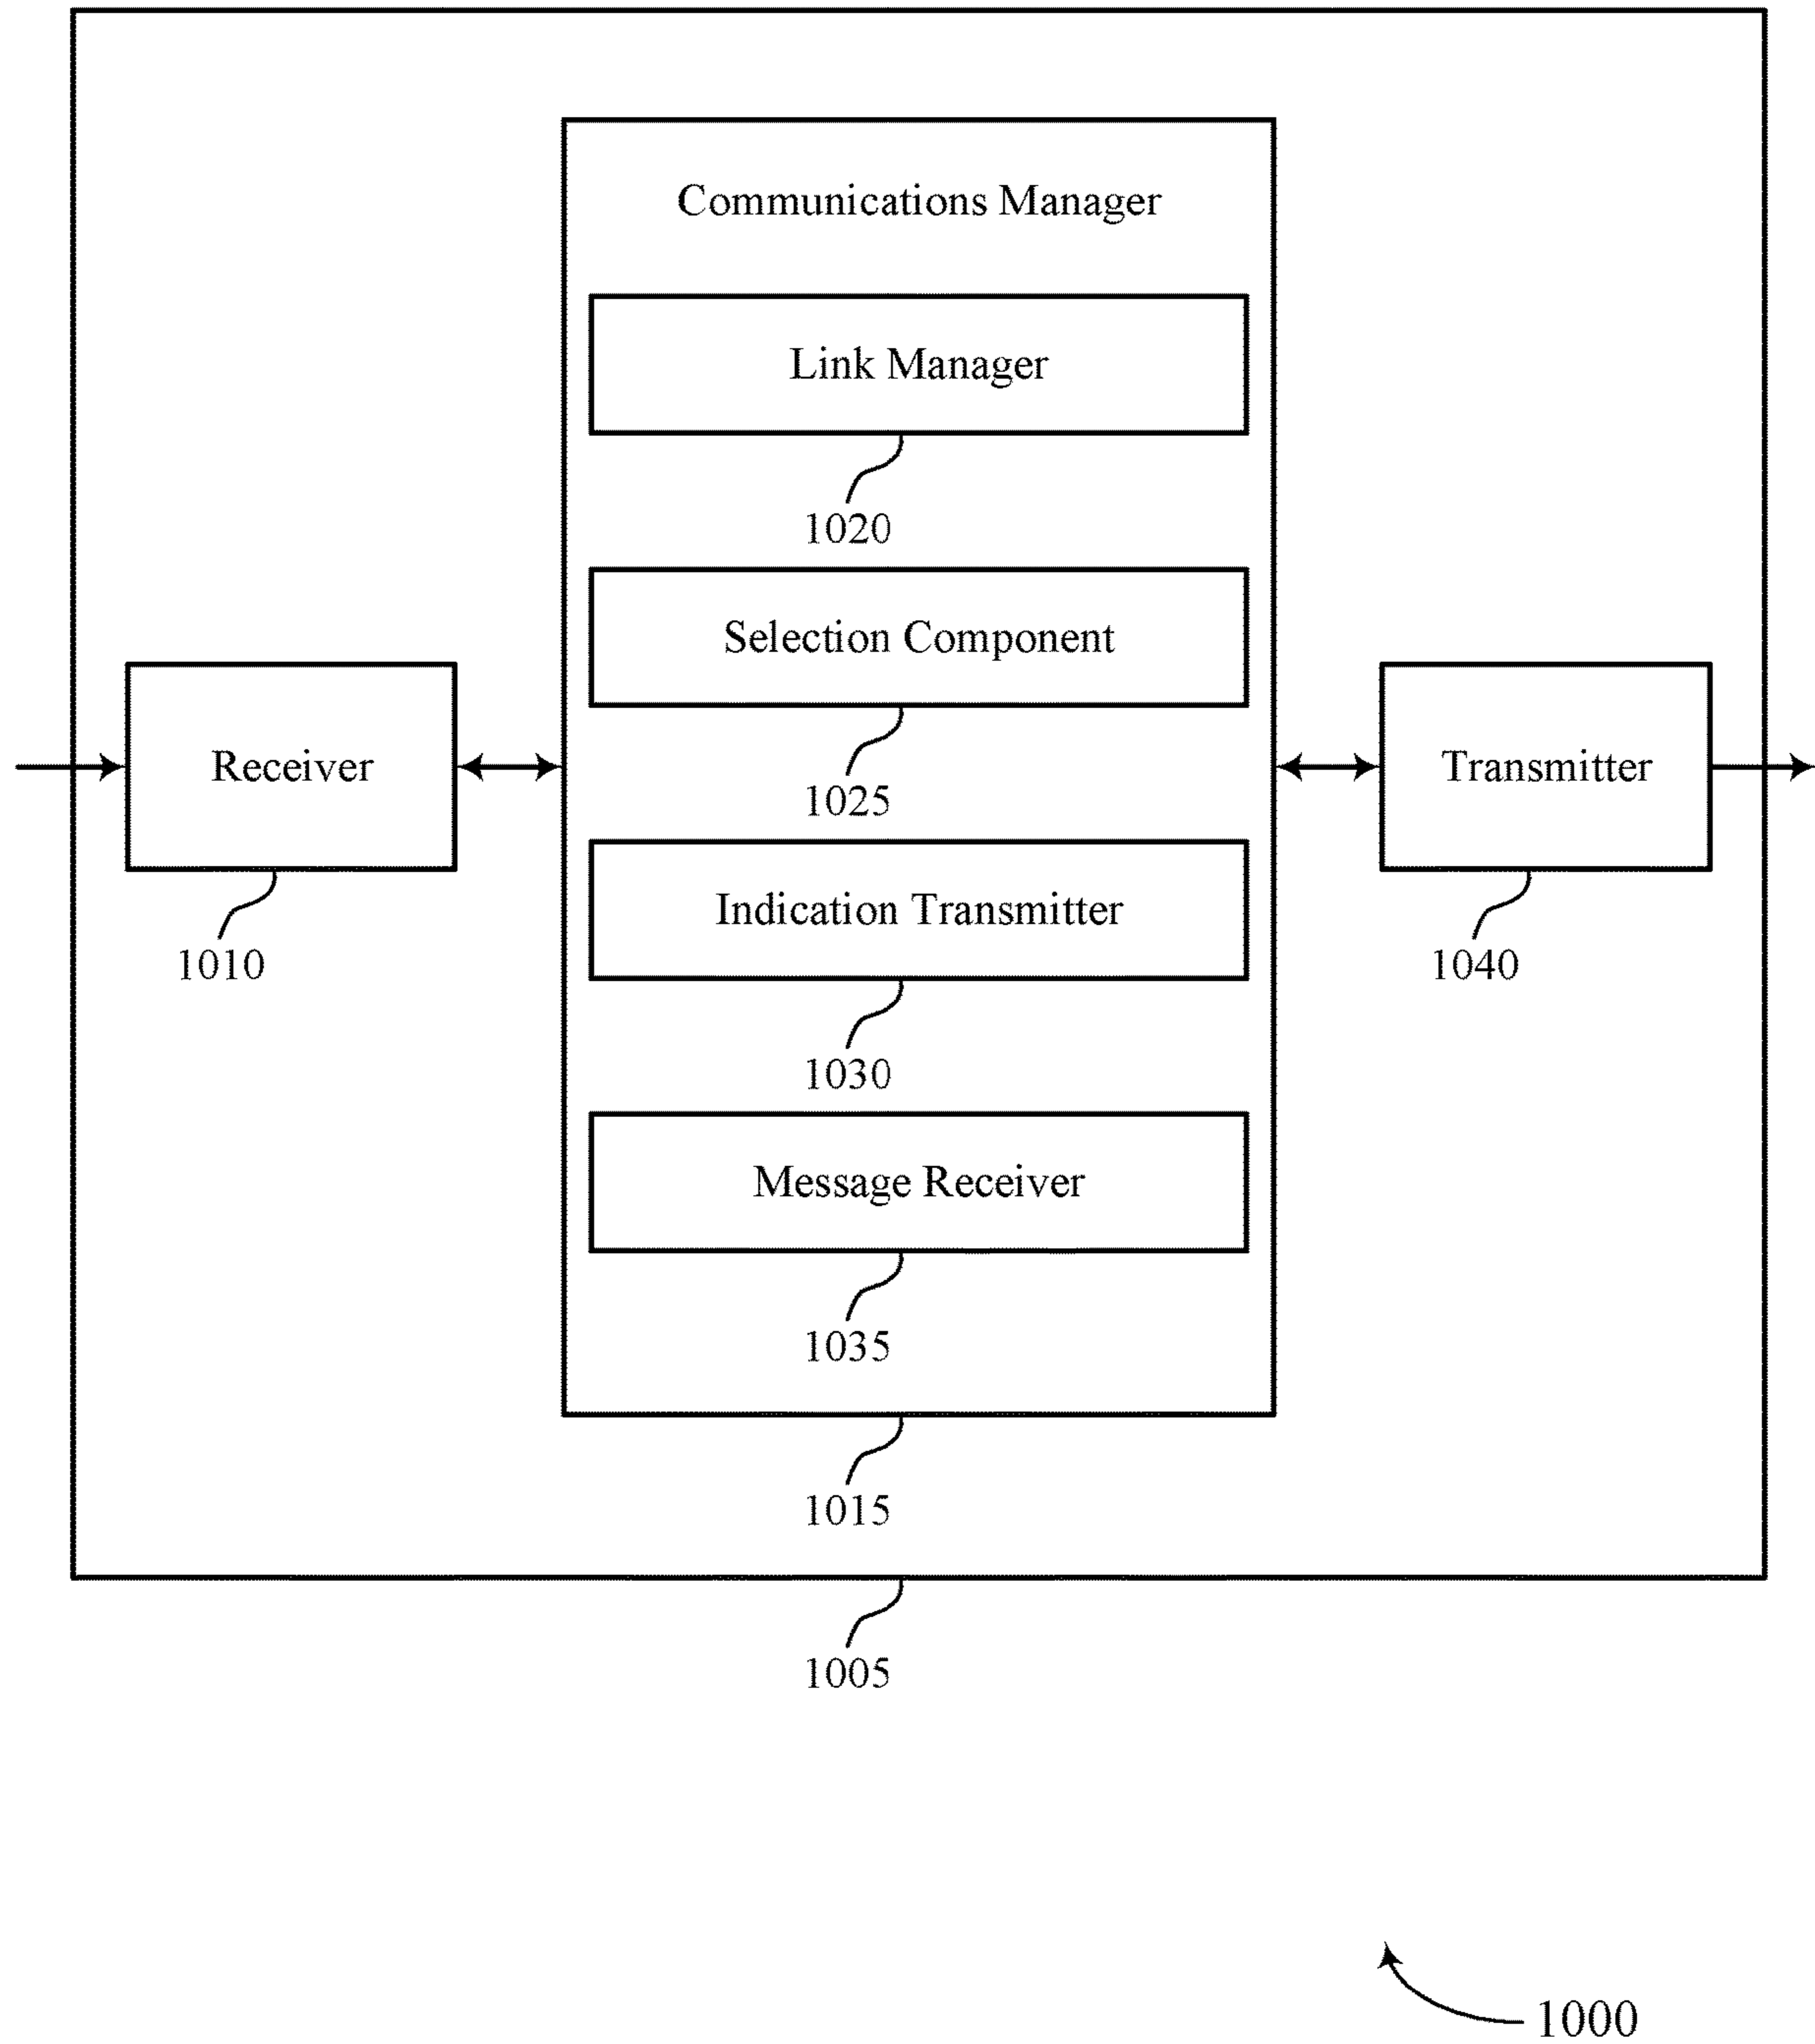 Communications Manager
Link Manager
1020
Selection Component
1025
Receiver
1010
Transmitter
1040
Indication Transmitter
1030
Message Receiver
1035
1015
1005
1000